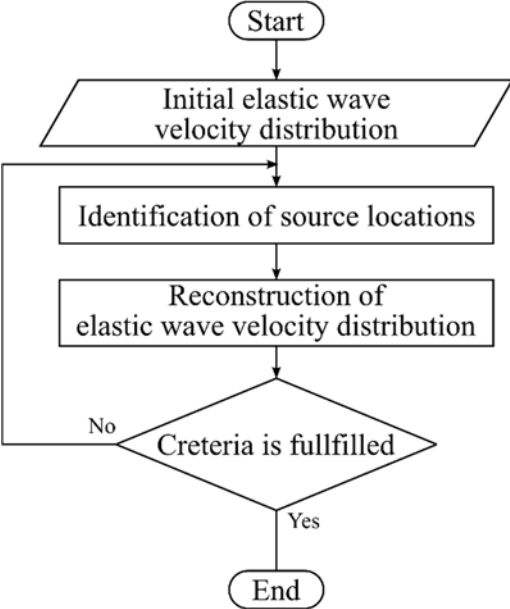 Start
Initial elastic wave
velocity distribution
Identification of source locations
Reconstruction of
elastic wave velocity distribution
No
Creteria is fullfilled
Yes
End